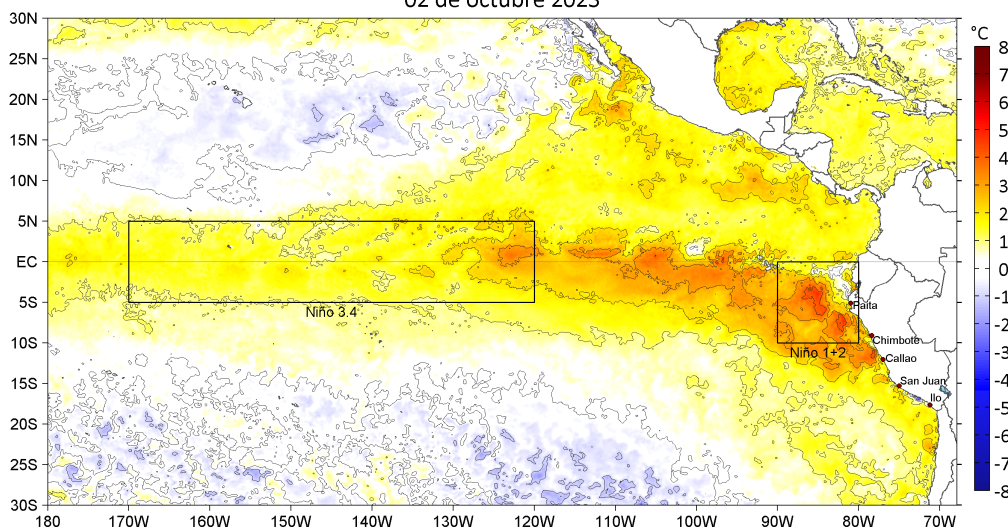 02 de octubre 2023
30N
°C
25N
8
20N
7
15N
6
10N
5
5N
4
EC
3
5S
2
10S
1
15S
0
20S
-1
25S
-2
30S
-3
-4
-5
-6
-7
-8
Niño 3.4
Paita
Chimbote
Niño 1+2
Callao
San Juan
Ilo
180 170W 160W 150W 140W 130W 120W 110W 100W 90W 80W 70W